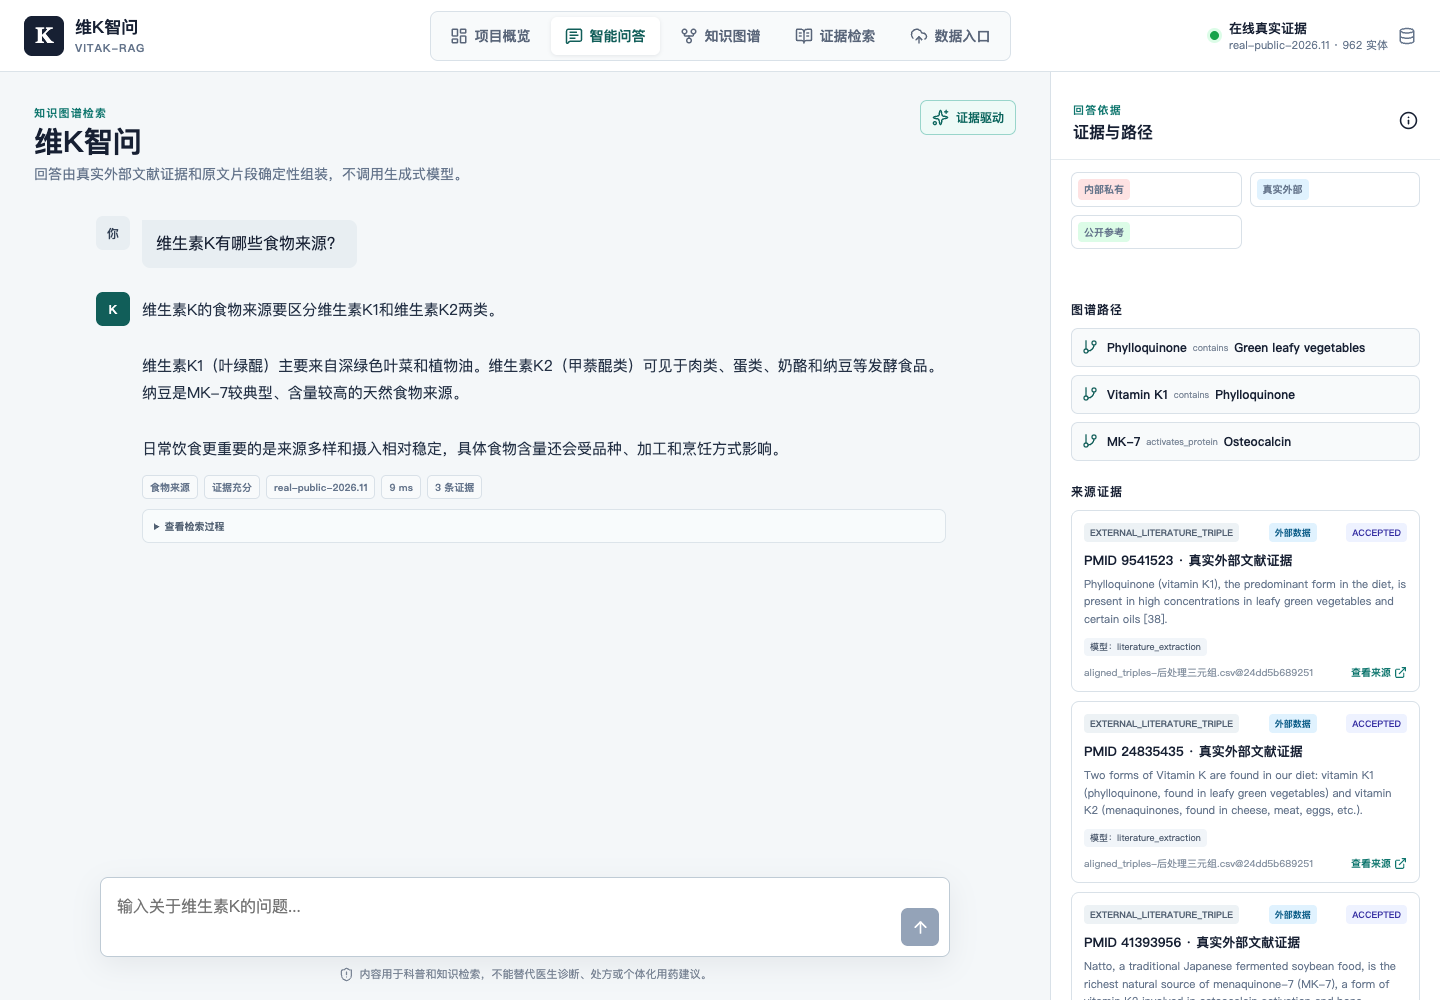 K
维K智问
VITAK-RAG
项目概览
智能问答
知识图谱
证据检索
数据入口
在线真实证据
real-public-2026.11 · 962 实体
知识图谱检索
维K智问
回答由真实外部文献证据和原文片段确定性组装，不调用生成式模型。
证据驱动
你
维生素K有哪些食物来源？
K
维生素K的食物来源要区分维生素K1和维生素K2两类。
维生素K1（叶绿醌）主要来自深绿色叶菜和植物油。维生素K2（甲萘醌类）可见于肉类、蛋类、奶酪和纳豆等发酵食品。
纳豆是MK-7较典型、含量较高的天然食物来源。
日常饮食更重要的是来源多样和摄入相对稳定，具体食物含量还会受品种、加工和烹饪方式影响。
食物来源
证据充分
real-public-2026.11
9 ms
3 条证据
查看检索过程
输入关于维生素K的问题...
内容用于科普和知识检索，不能替代医生诊断、处方或个体化用药建议。
回答依据
证据与路径
内部私有
真实外部
公开参考
图谱路径
Phylloquinone contains Green leafy vegetables
Vitamin K1 contains Phylloquinone
MK-7 activates_protein Osteocalcin
来源证据
EXTERNAL_LITERATURE_TRIPLE 外部数据 ACCEPTED
PMID 9541523 · 真实外部文献证据
Phylloquinone (vitamin K1), the predominant form in the diet, is
present in high concentrations in leafy green vegetables and
certain oils [38].
模型：literature_extraction
aligned_triples-后处理三元组.csv@24dd5b689251 查看来源
EXTERNAL_LITERATURE_TRIPLE 外部数据 ACCEPTED
PMID 24835435 · 真实外部文献证据
Two forms of Vitamin K are found in our diet: vitamin K1
(phylloquinone, found in leafy green vegetables) and vitamin
K2 (menaquinones, found in cheese, meat, eggs, etc.).
模型：literature_extraction
aligned_triples-后处理三元组.csv@24dd5b689251 查看来源
EXTERNAL_LITERATURE_TRIPLE 外部数据 ACCEPTED
PMID 41393956 · 真实外部文献证据
Natto, a traditional Japanese fermented soybean food, is the
richest natural source of menaquinone-7 (MK-7), a form of
vitamin K2 involved in osteocalcin activation and bone